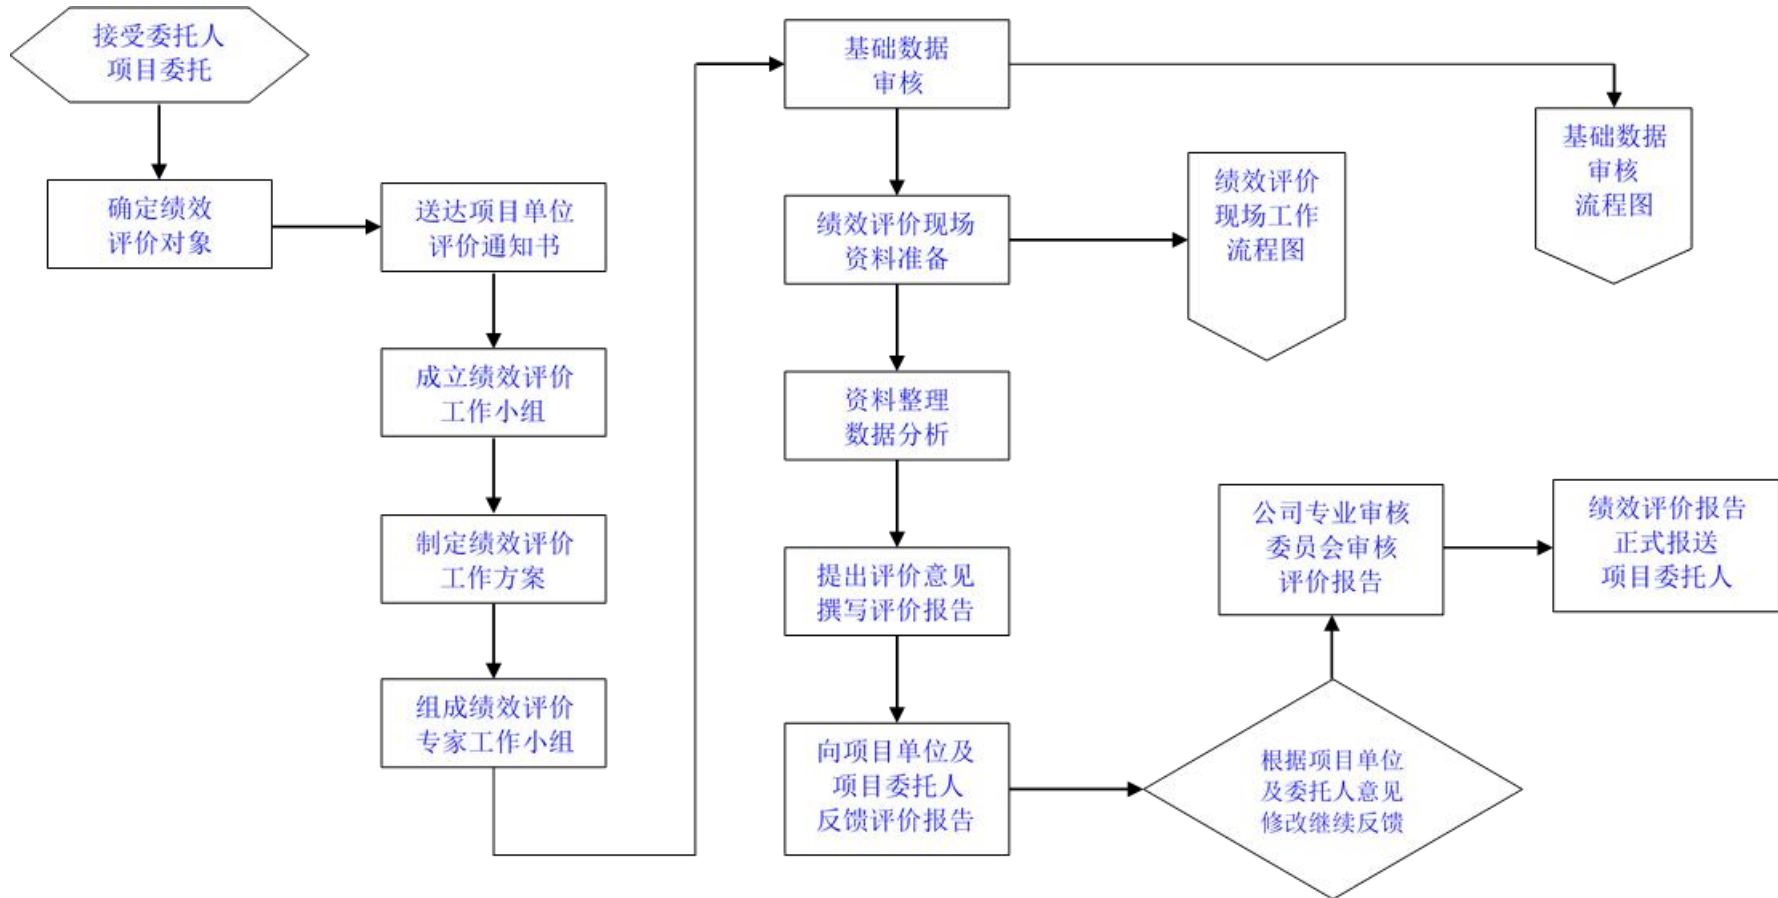 接受委托人
项目委托
确定绩效
评价对象
送达项目单位
评价通知书
成立绩效评价
工作小组
制定绩效评价
工作方案
组成绩效评价
专家工作小组
基础数据
审核
基础数据
审核
流程图
绩效评价现场
资料准备
绩效评价
现场工作
流程图
资料整理
数据分析
提出评价意见
撰写评价报告
向项目单位及
项目委托人
反馈评价报告
根据项目单位
及委托人意见
修改继续反馈
公司专业审核
委员会审核
评价报告
绩效评价报告
正式报送
项目委托人